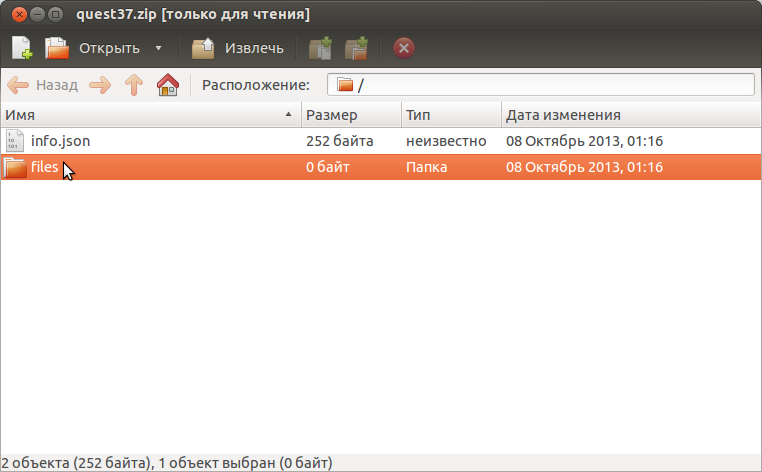 quest37.zip [только для чтения]
Открыть Извлечь
Назад Расположение: /
Имя Размер Тип Дата изменения
info.json 252 байта неизвестно 08 Октябрь 2013, 01:16
files 0 байт Папка 08 Октябрь 2013, 01:16
2 объекта (252 байта), 1 объект выбран (0 байт)